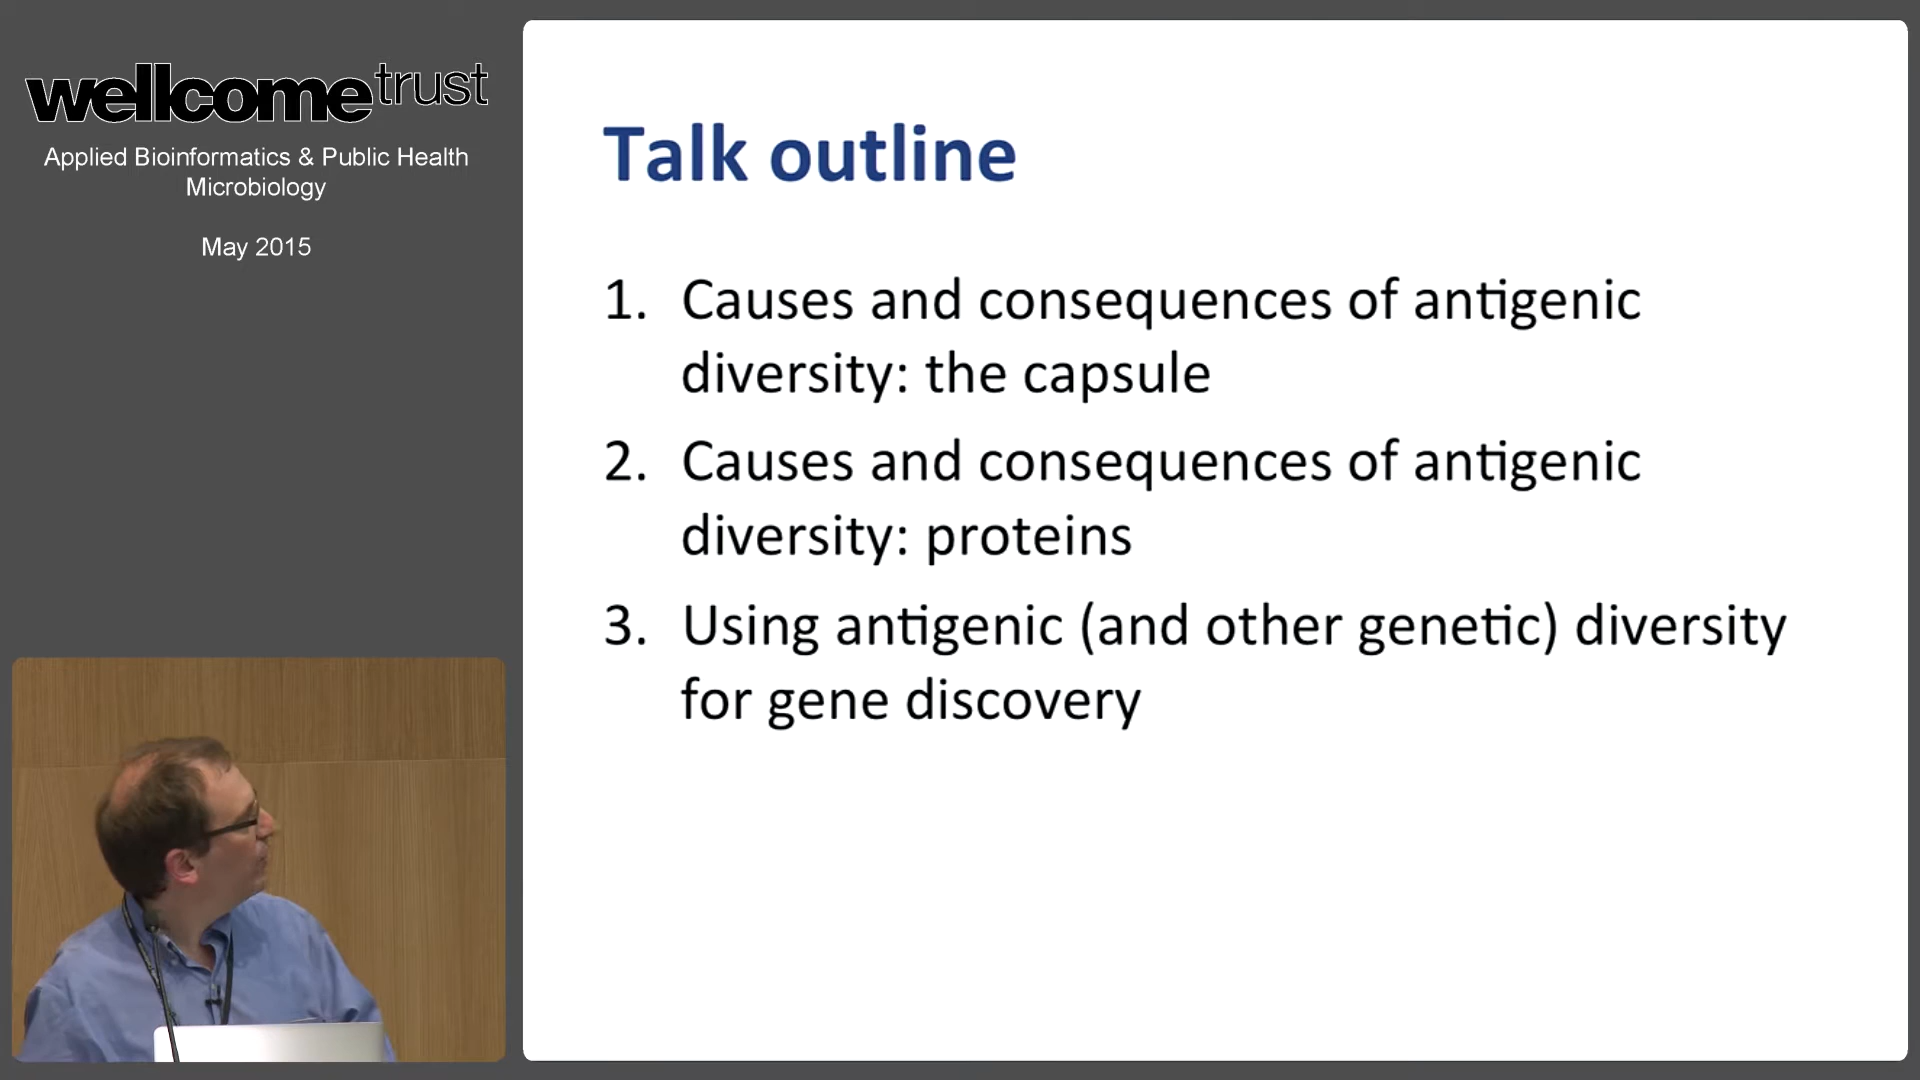 wellcometrust
Applied Bioinformatics & Public Health
Microbiology
May 2015
Talk outline
1. Causes and consequences of antigenic
diversity: the capsule
2. Causes and consequences of antigenic
diversity: proteins
3. Using antigenic (and other genetic) diversity
for gene discovery